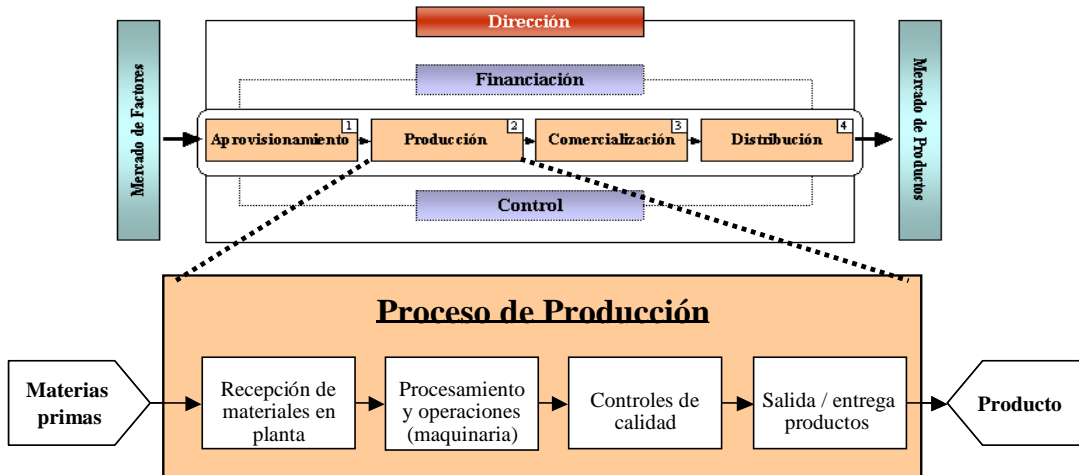 Dirección
Mercado de Factores
Financiación
Aprovisionamiento
1
Producción
2
Comercialización
3
Distribución
4
Mercado de Productos
Control
Proceso de Producción
Materias
primas
Recepción de
materiales en
planta
Procesamiento
y operaciones
(maquinaria)
Controles de
calidad
Salida / entrega
productos
Producto